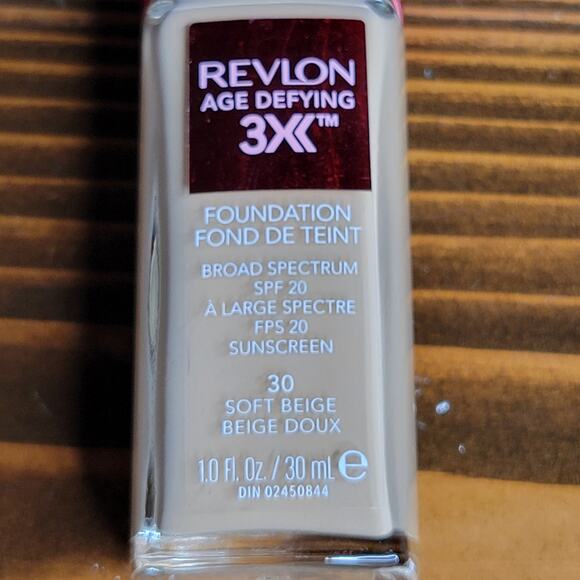 REVLON
AGE DEFYING
3X™
FOUNDATION
FOND DE TEINT
BROAD SPECTRUM
SPF 20
À LARGE SPECTRE
FPS 20
SUNSCREEN
30
SOFT BEIGE
BEIGE DOUX
1.0 Fl. Oz. / 30 mL ℮
DIN 02450844